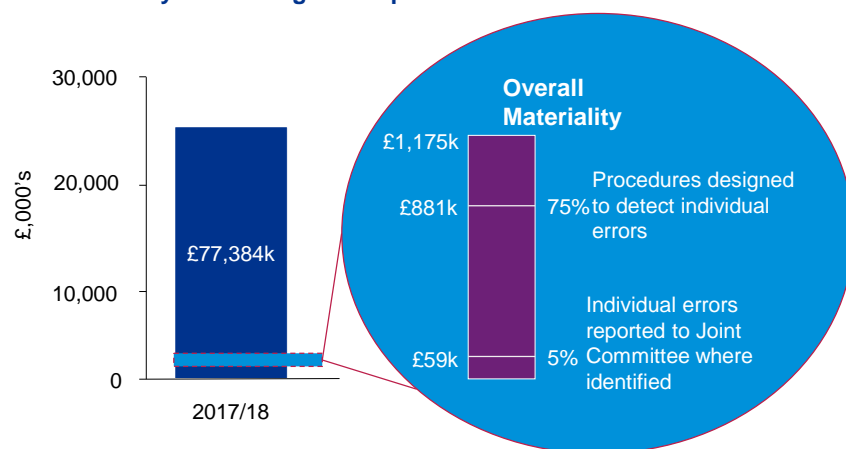 30,000
20,000
10,000
0
£,000's
£77,384k
2017/18
Overall
Materiality
£1,175k
£881k
75%
Procedures designed
to detect individual
errors
£59k
5%
Individual errors
reported to Joint
Committee where
identified